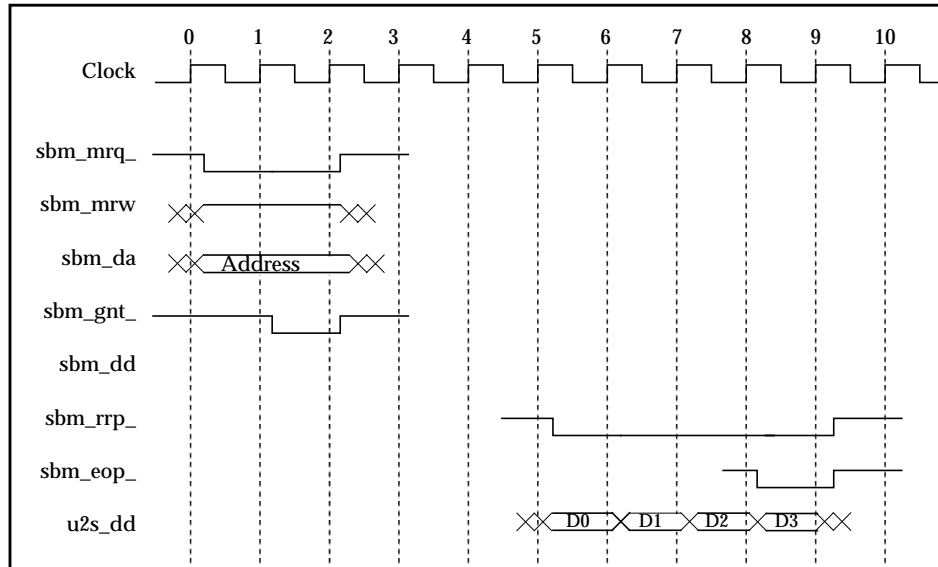 0 1 2 3 4 5 6 7 8 9 10
Clock
sbm_mrq_
sbm_mrw
sbm_da Address
sbm_gnt_
sbm_dd
sbm_rrp_
sbm_eop_
u2s_dd D0 D1 D2 D3